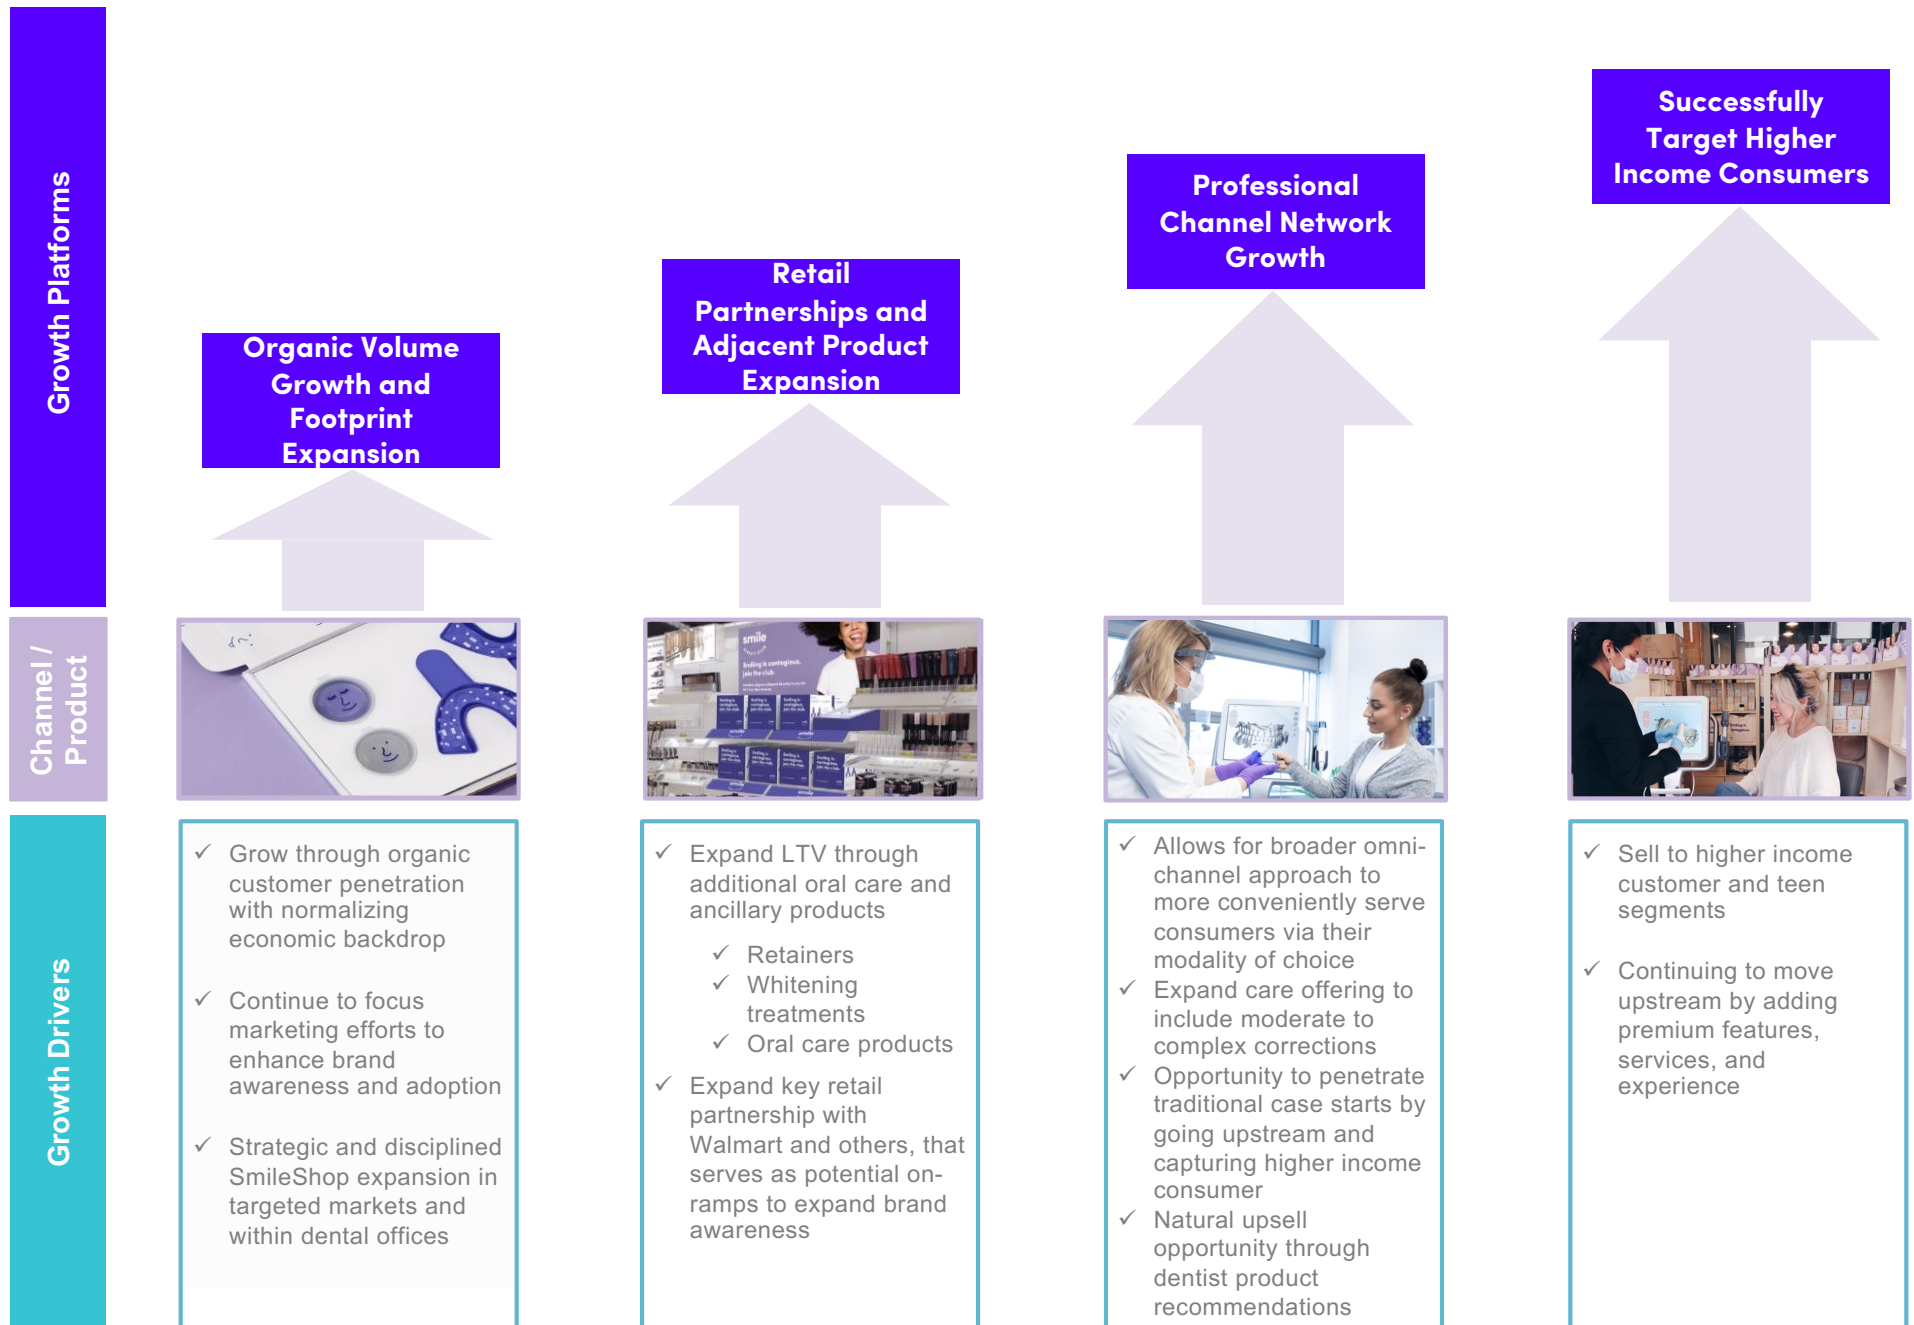 Growth Platforms
Organic Volume
Growth and
Footprint
Expansion
Retail
Partnerships and
Adjacent Product
Expansion
Professional
Channel Network
Growth
Successfully
Target Higher
Income Consumers
Channel /
Product
smile
DIRECT CLUB
Smiling is contagious,
join the club.
Growth Drivers
✓ Grow through organic
customer penetration
with normalizing
economic backdrop
✓ Continue to focus
marketing efforts to
enhance brand
awareness and adoption
✓ Strategic and disciplined
SmileShop expansion in
targeted markets and
within dental offices
✓ Expand LTV through
additional oral care and
ancillary products
✓ Retainers
✓ Whitening
treatments
✓ Oral care products
✓ Expand key retail
partnership with
Walmart and others, that
serves as potential on-
ramps to expand brand
awareness
✓ Allows for broader omni-
channel approach to
more conveniently serve
consumers via their
modality of choice
✓ Expand care offering to
include moderate to
complex corrections
✓ Opportunity to penetrate
traditional case starts by
going upstream and
capturing higher income
consumer
✓ Natural upsell
opportunity through
dentist product
recommendations
✓ Sell to higher income
customer and teen
segments
✓ Continuing to move
upstream by adding
premium features,
services, and
experience